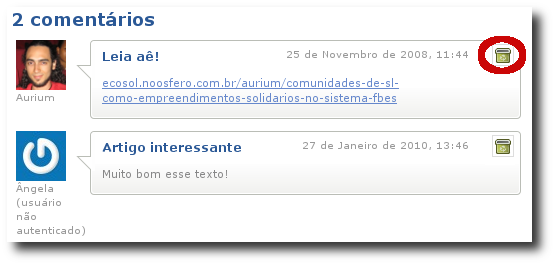 2 comentários
Leia aê!
25 de Novembro de 2008, 11:44
ecosol.noosfero.com.br/aurium/comunidades-de-sl-
como-empreendimentos-solidarios-no-sistema-fbes
Aurium
Artigo interessante
27 de Janeiro de 2010, 13:46
Muito bom esse texto!
Ângela
(usuário
não
autenticado)